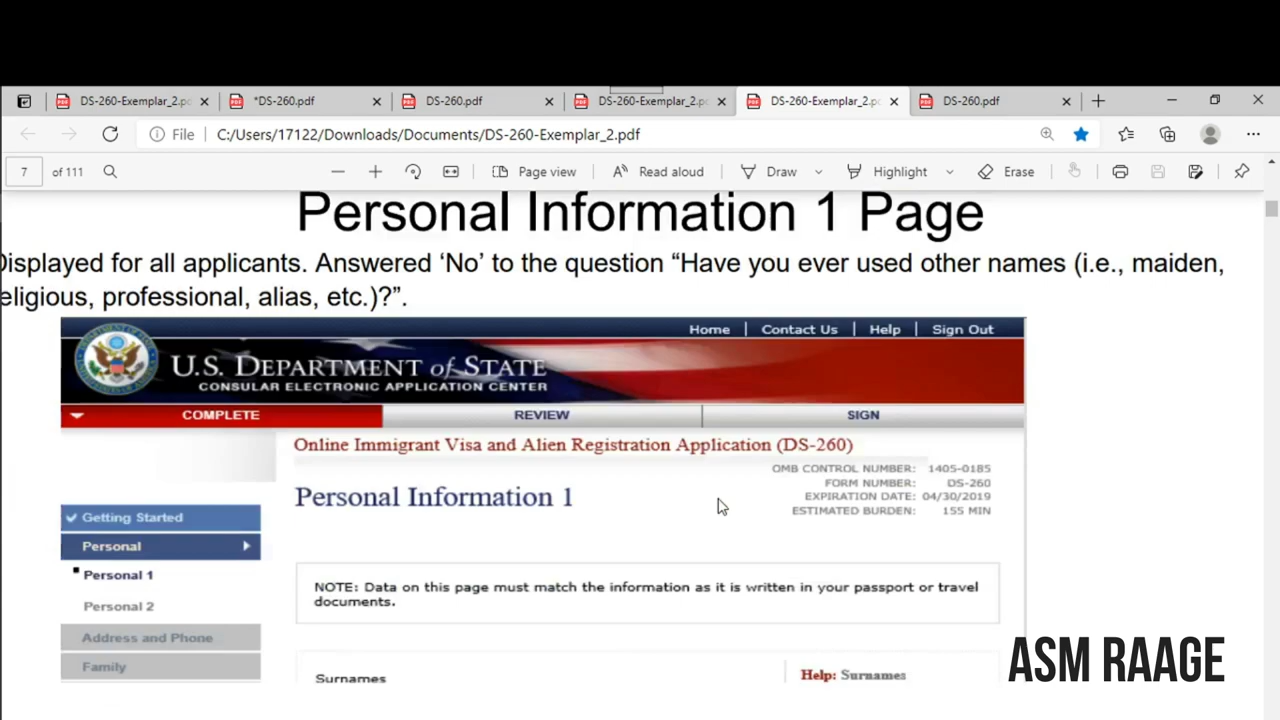 DS-260-Exemplar_2.pc
*DS-260.pdf
DS-260.pdf
DS-260-Exemplar_2.pc
DS-260-Exemplar_2.pc
DS-260.pdf
File C:/Users/17122/Downloads/Documents/DS-260-Exemplar_2.pdf
7 of 111 Page view Read aloud Draw Highlight Erase
Personal Information 1 Page
Displayed for all applicants. Answered ‘No’ to the question “Have you ever used other names (i.e., maiden,
eligious, professional, alias, etc.)?”.
Home | Contact Us | Help | Sign Out
U.S. DEPARTMENT of STATE
CONSULAR ELECTRONIC APPLICATION CENTER
COMPLETE REVIEW SIGN
Online Immigrant Visa and Alien Registration Application (DS-260)
OMB CONTROL NUMBER: 1405-0185
FORM NUMBER: DS-260
EXPIRATION DATE: 04/30/2019
ESTIMATED BURDEN: 155 MIN
Personal Information 1
Getting Started
Personal
Personal 1
Personal 2
Address and Phone
Family
NOTE: Data on this page must match the information as it is written in your passport or travel
documents.
Surnames
Help: Surnames
ASM RAAGE